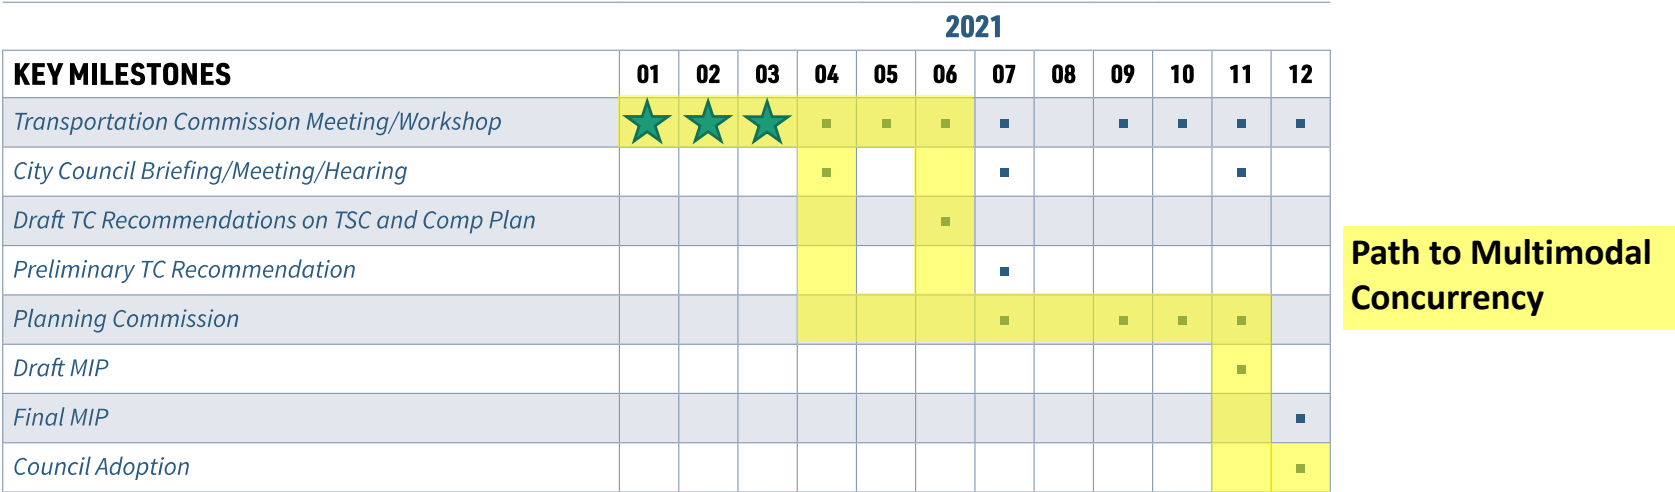 2021
KEY MILESTONES 01 02 03 04 05 06 07 08 09 10 11 12
Transportation Commission Meeting/Workshop
City Council Briefing/Meeting/Hearing
Draft TC Recommendations on TSC and Comp Plan
Preliminary TC Recommendation
Planning Commission
Draft MIP
Final MIP
Council Adoption
Path to Multimodal
Concurrency